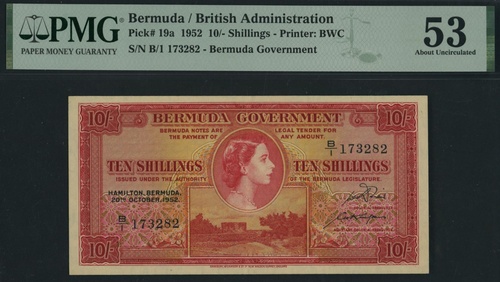 PMG
PAPER MONEY GUARANTY
Bermuda / British Administration
Pick# 19a 1952 10/- Shillings - Printer: BWC
S/N B/1 173282 - Bermuda Government
53
About Uncirculated
10/- BERMUDA GOVERNMENT 10/-
BERMUDA NOTES ARE LEGAL TENDER FOR
THE PAYMENT OF ANY AMOUNT.
B/1 173282
TEN SHILLINGS TEN SHILLINGS
ISSUED UNDER THE AUTHORITY OF THE BERMUDA LEGISLATURE.
HAMILTON, BERMUDA.
20TH OCTOBER, 1952.
B/1 173282
10/- 10/-